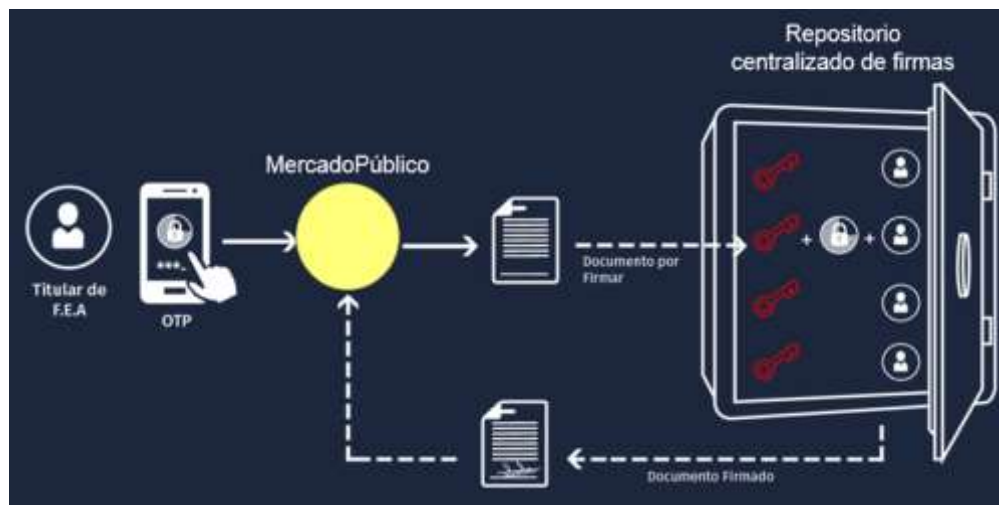 Repositorio
centralizado de firmas
MercadoPúblico
Titular de
F.E.A
OTP
***_
+
+
Documento por
Firmar
Documento Firmado